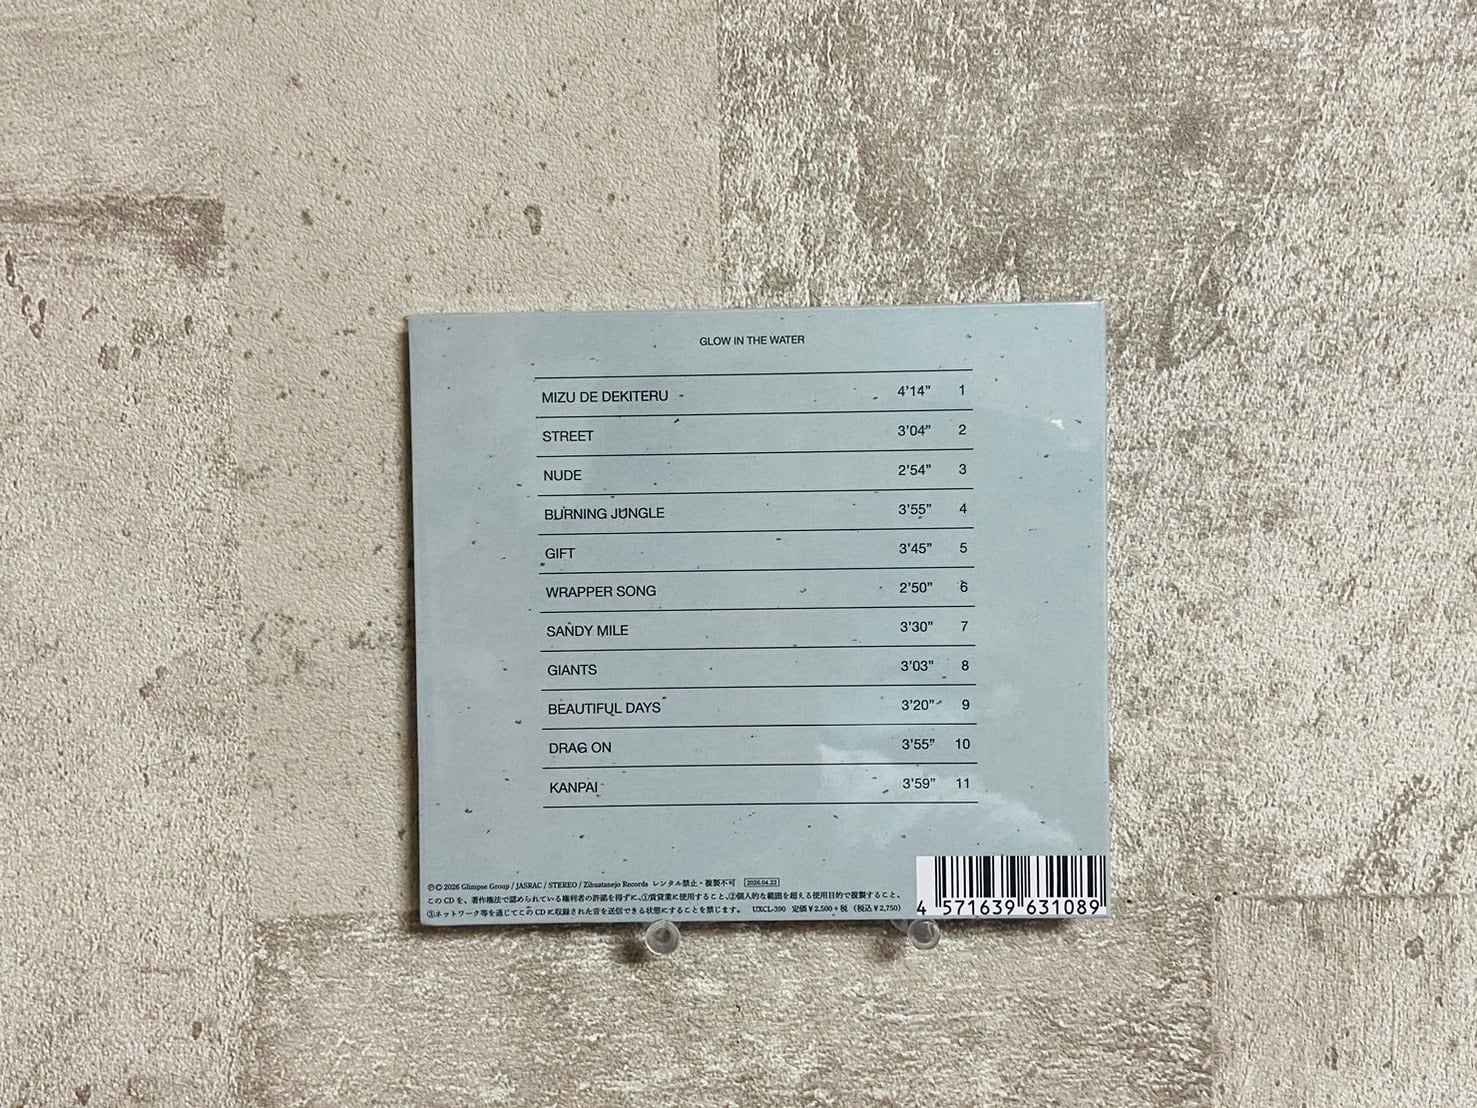 GLOW IN THE WATER
MIZU DE DEKITERU 4'14" 1
STREET 3'04" 2
NUDE 2'54" 3
BURNING JUNGLE 3'55" 4
GIFT 3'45" 5
WRAPPER SONG 2'50" 6
SANDY MILE 3'30" 7
GIANTS 3'03" 8
BEAUTIFUL DAYS 3'20" 9
DRAG ON 3'55" 10
KANPAI 3'59" 11
℗© 2026 Glimpse Group / JASRAC / STEREO / Zihuatanejo Records レンタル禁止・複製不可 2026.04.22
このCDを、著作権法で認められている権利者の許諾を得ずに、①賃貸業に使用すること、②個人的な範囲を超える使用目的で複製すること、
③ネットワーク等を通じてこのCDに収録された音を送信できる状態にすることを禁じます。 UXCL-390 定価¥2,500+税 (税込¥2,750)
4 571639 631089